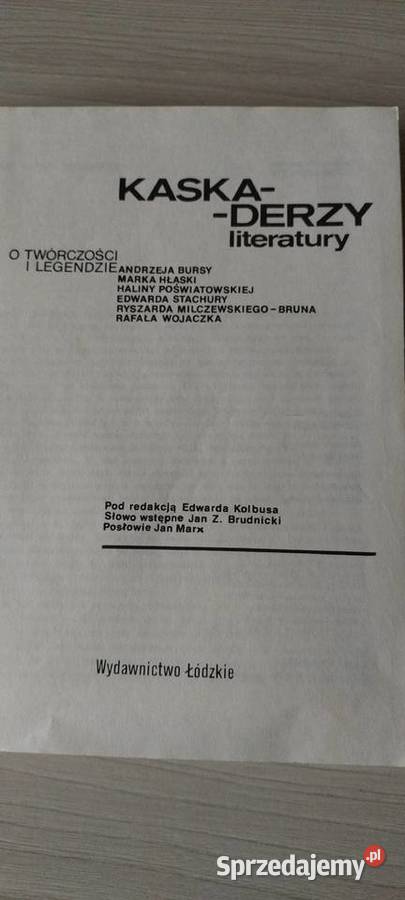 KASKA-
-DERZY
literatury
O TWÓRCZOŚCI
I LEGENDZIE ANDRZEJA BURSY
MARKA HŁASKI
HALINY POŚWIATOWSKIEJ
EDWARDA STACHURY
RYSZARDA MILCZEWSKIEGO-BRUNA
RAFAŁA WOJACZKA
Pod redakcją Edwarda Kolbusa
Słowo wstępne Jan Z. Brudnicki
Posłowie Jan Marx
Wydawnictwo Łódzkie
Sprzedajemy.pl